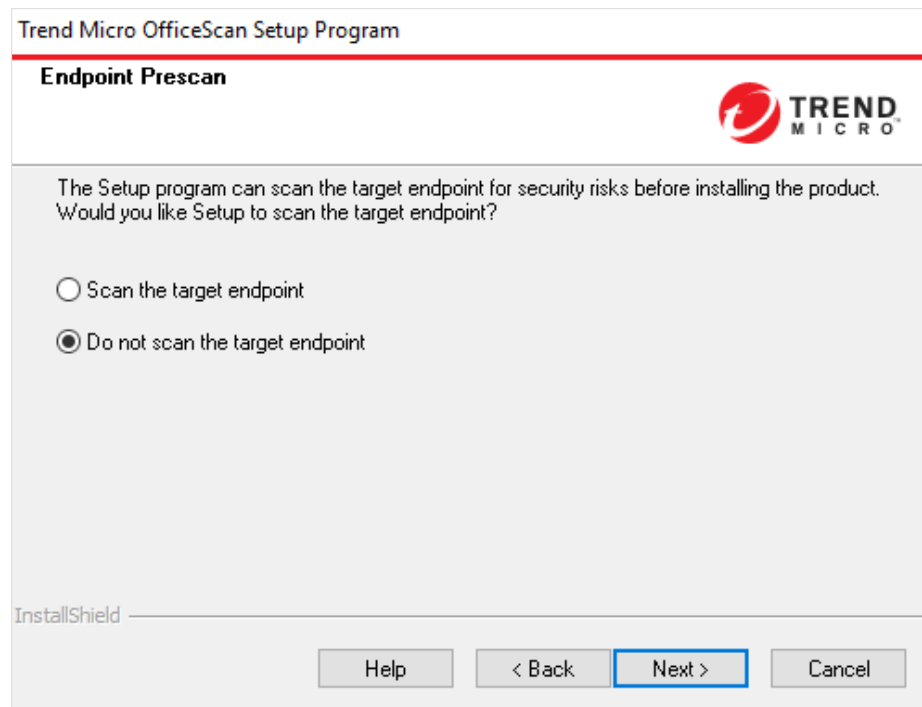 Trend Micro OfficeScan Setup Program
Endpoint Prescan
TREND
MICRO
The Setup program can scan the target endpoint for security risks before installing the product.
Would you like Setup to scan the target endpoint?
Scan the target endpoint
Do not scan the target endpoint
InstallShield
Help
< Back
Next >
Cancel